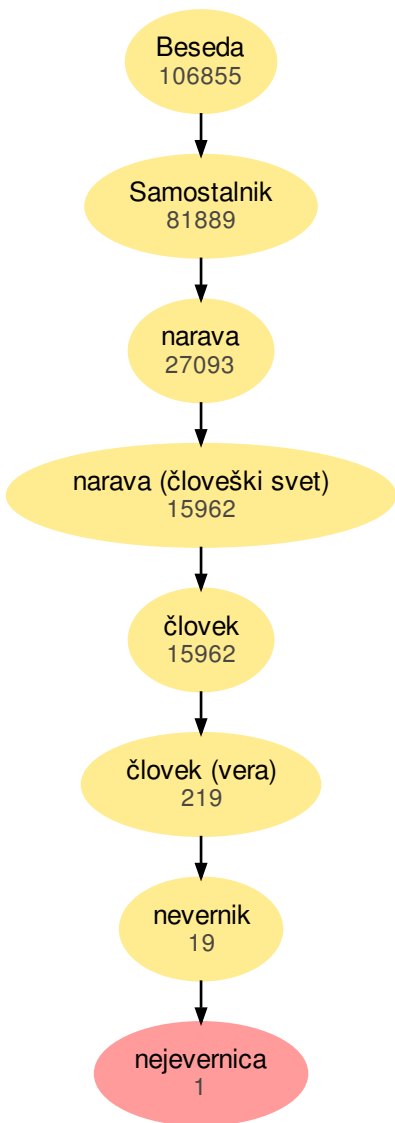 Beseda
106855
Samostalnik
81889
narava
27093
narava (človeški svet)
15962
človek
15962
človek (vera)
219
nevernik
19
nejevernica
1